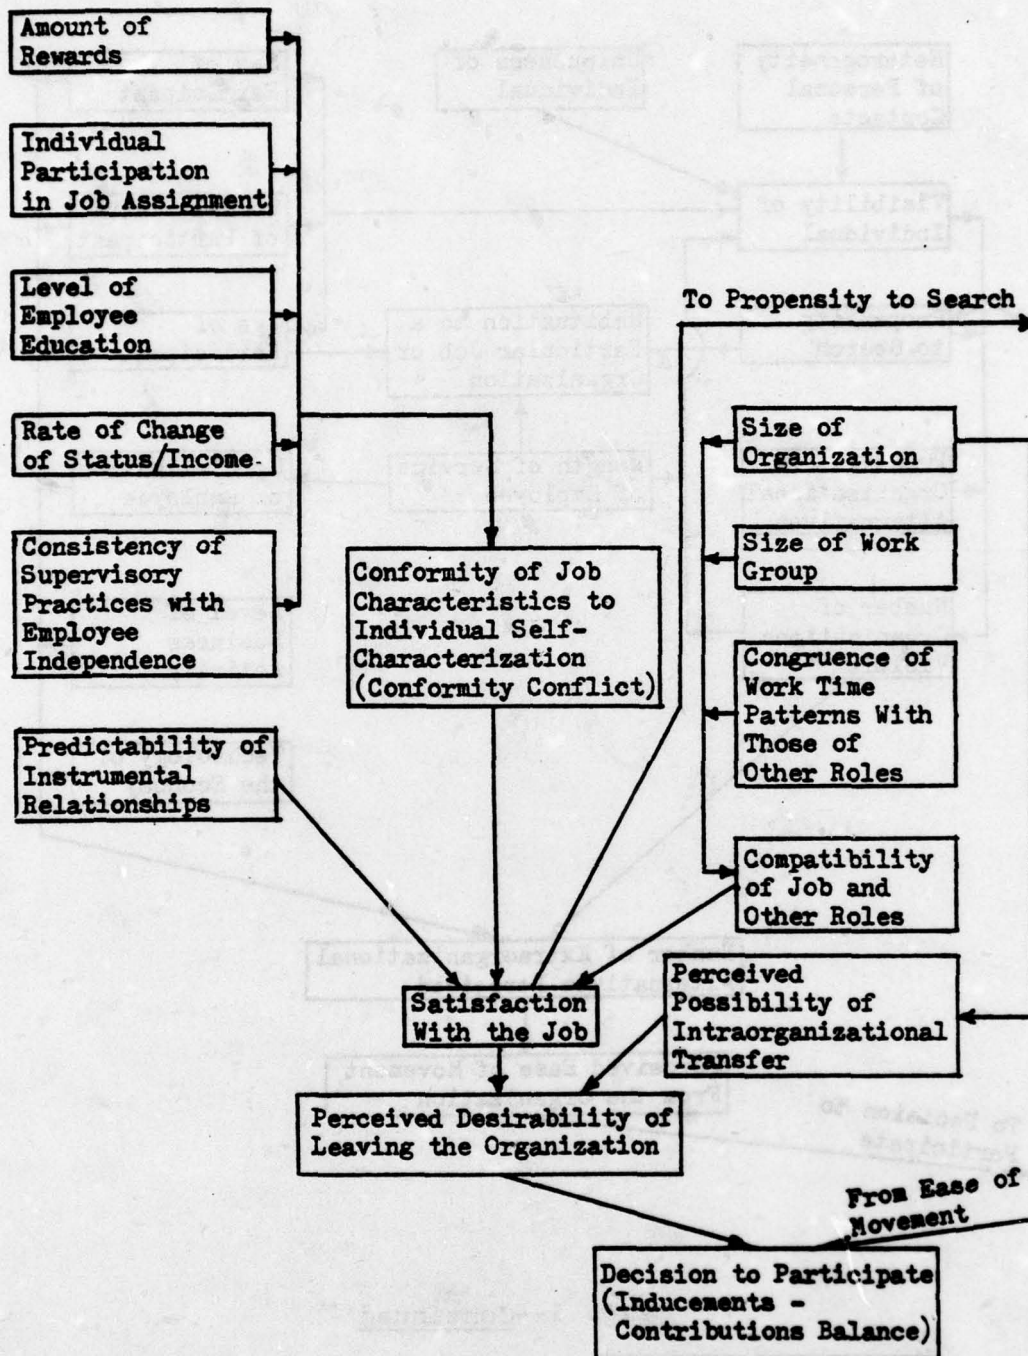 Amount of
Rewards
Individual
Participation
in Job Assignment
Level of
Employee
Education
Rate of Change
of Status/Income
Consistency of
Supervisory
Practices with
Employee
Independence
Predictability of
Instrumental
Relationships
Conformity of Job
Characteristics to
Individual Self-
Characterization
(Conformity Conflict)
To Propensity to Search
Size of
Organization
Size of Work
Group
Congruence of
Work Time
Patterns With
Those of
Other Roles
Compatibility
of Job and
Other Roles
Satisfaction
With the Job
Perceived
Possibility of
Intraorganizational
Transfer
Perceived Desirability of
Leaving the Organization
From Ease of
Movement
Decision to Participate
(Inducements -
Contributions Balance)